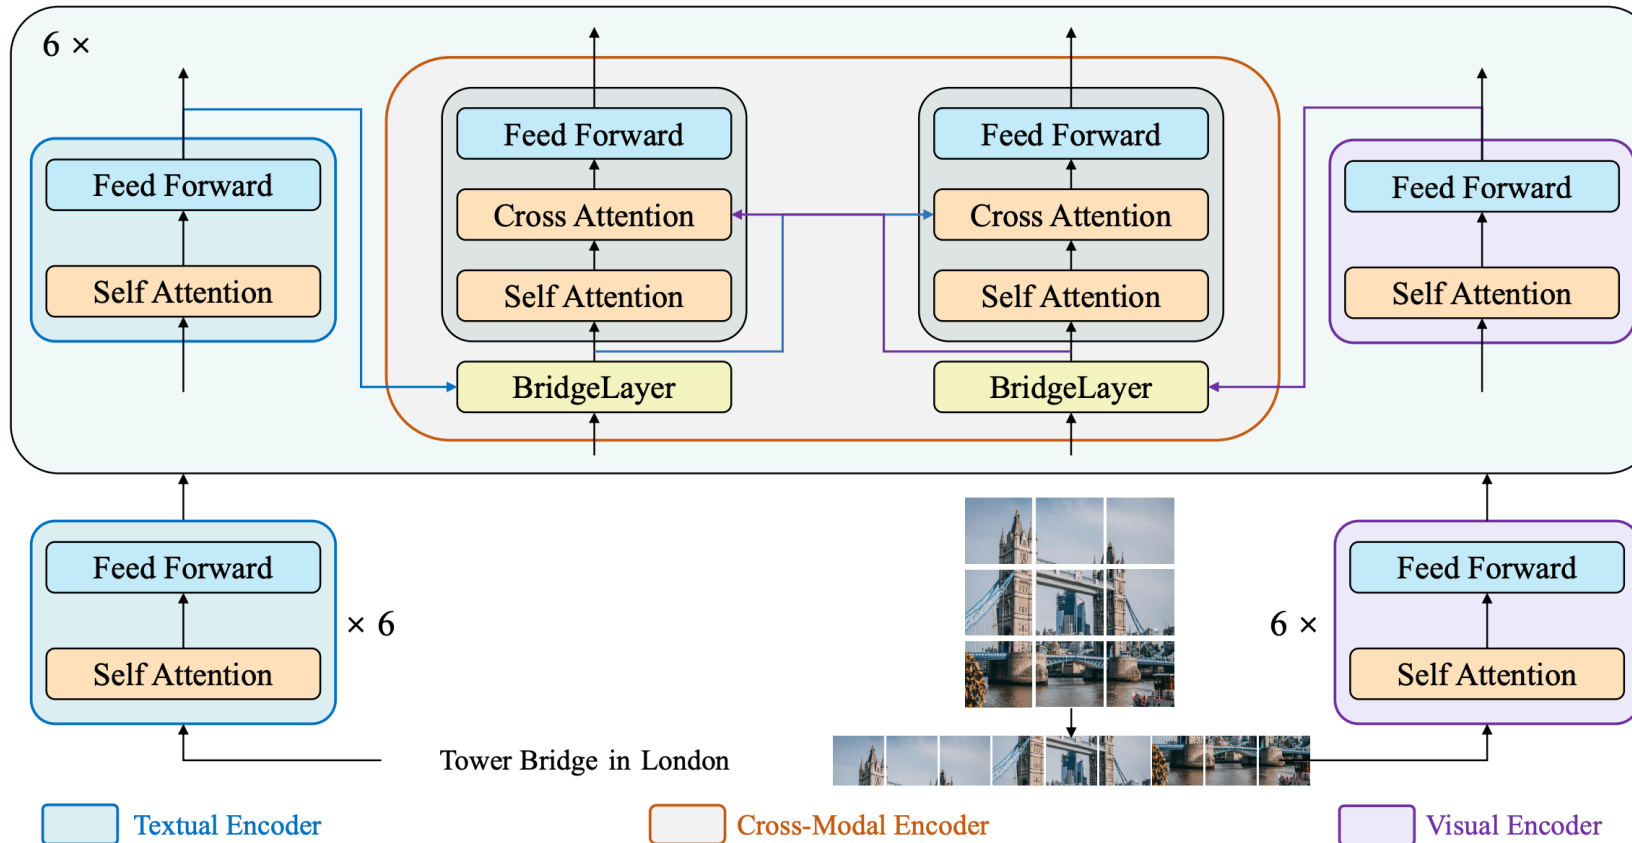 6 ×
Feed Forward
Self Attention
Feed Forward
Cross Attention
Self Attention
BridgeLayer
Feed Forward
Cross Attention
Self Attention
BridgeLayer
Feed Forward
Self Attention
Feed Forward
Self Attention
× 6
6 ×
Feed Forward
Self Attention
Tower Bridge in London
Textual Encoder
Cross-Modal Encoder
Visual Encoder